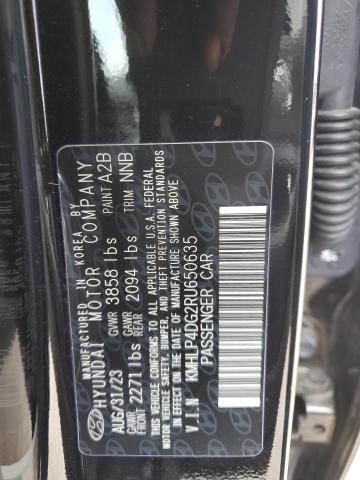 MANUFACTURED IN KOREA BY
HYUNDAI MOTOR COMPANY
AUG/31/23 GVWR 3858 lbs PAINT A2B
GAWR FRONT 2271 lbs GAWR REAR 2094 lbs TRIM NNB
THIS VEHICLE CONFORMS TO ALL APPLICABLE U.S.A. FEDERAL
MOTOR VEHICLE SAFETY, BUMPER, AND THEFT PREVENTION STANDARDS
IN EFFECT ON THE DATE OF MANUFACTURE SHOWN ABOVE.
V.I.N KMHLP4DG2RU650635
PASSENGER CAR